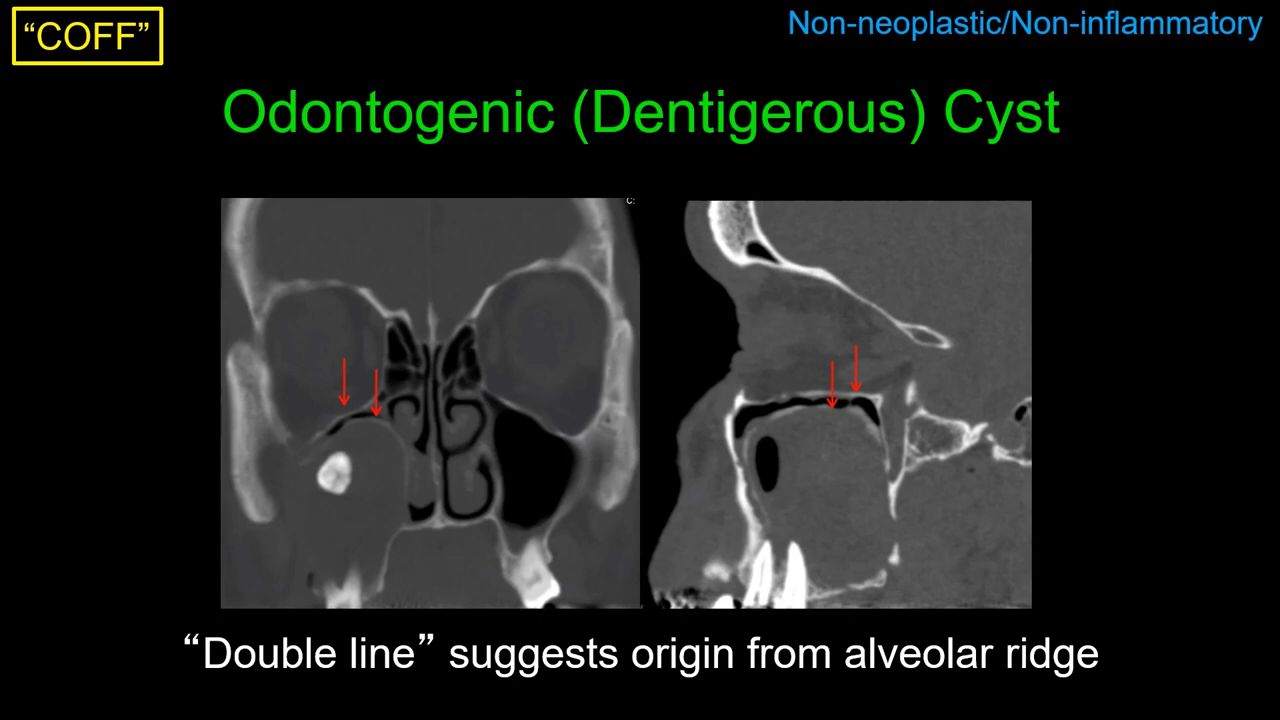 “COFF”
Non-neoplastic/Non-inflammatory
Odontogenic (Dentigerous) Cyst
C:
“Double line” suggests origin from alveolar ridge